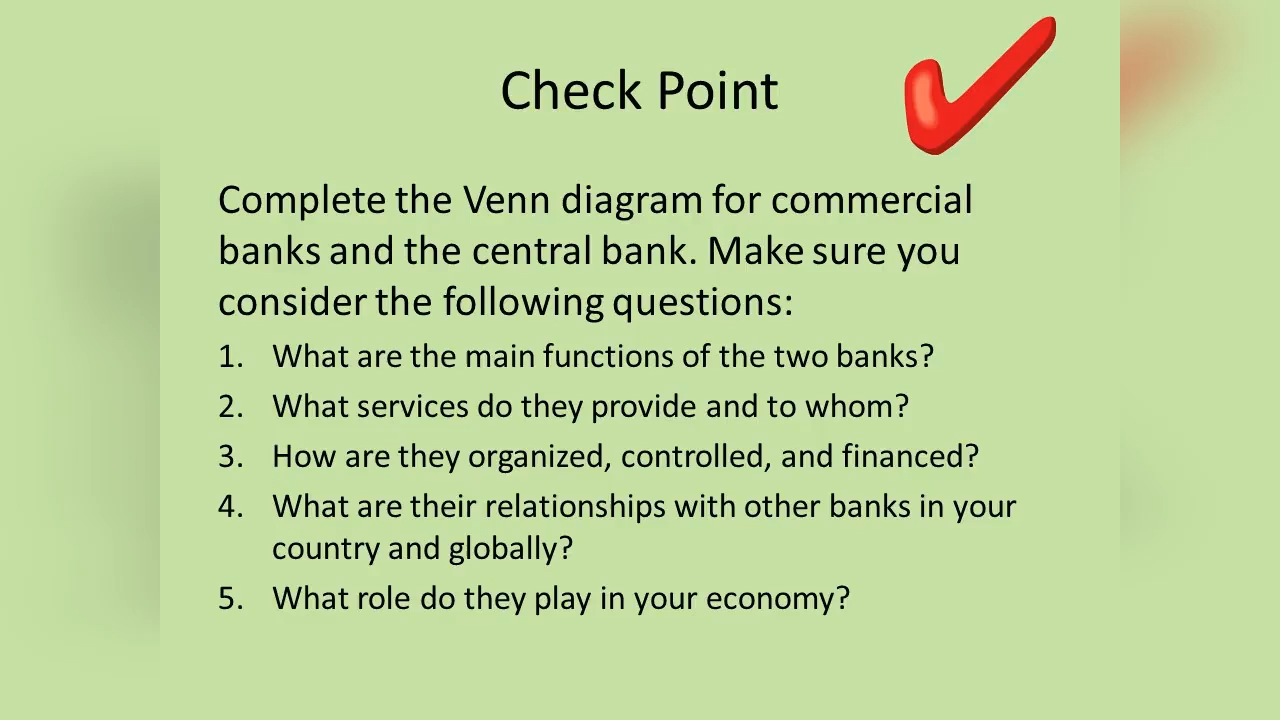 Check Point
Complete the Venn diagram for commercial
banks and the central bank. Make sure you
consider the following questions:
1. What are the main functions of the two banks?
2. What services do they provide and to whom?
3. How are they organized, controlled, and financed?
4. What are their relationships with other banks in your
country and globally?
5. What role do they play in your economy?